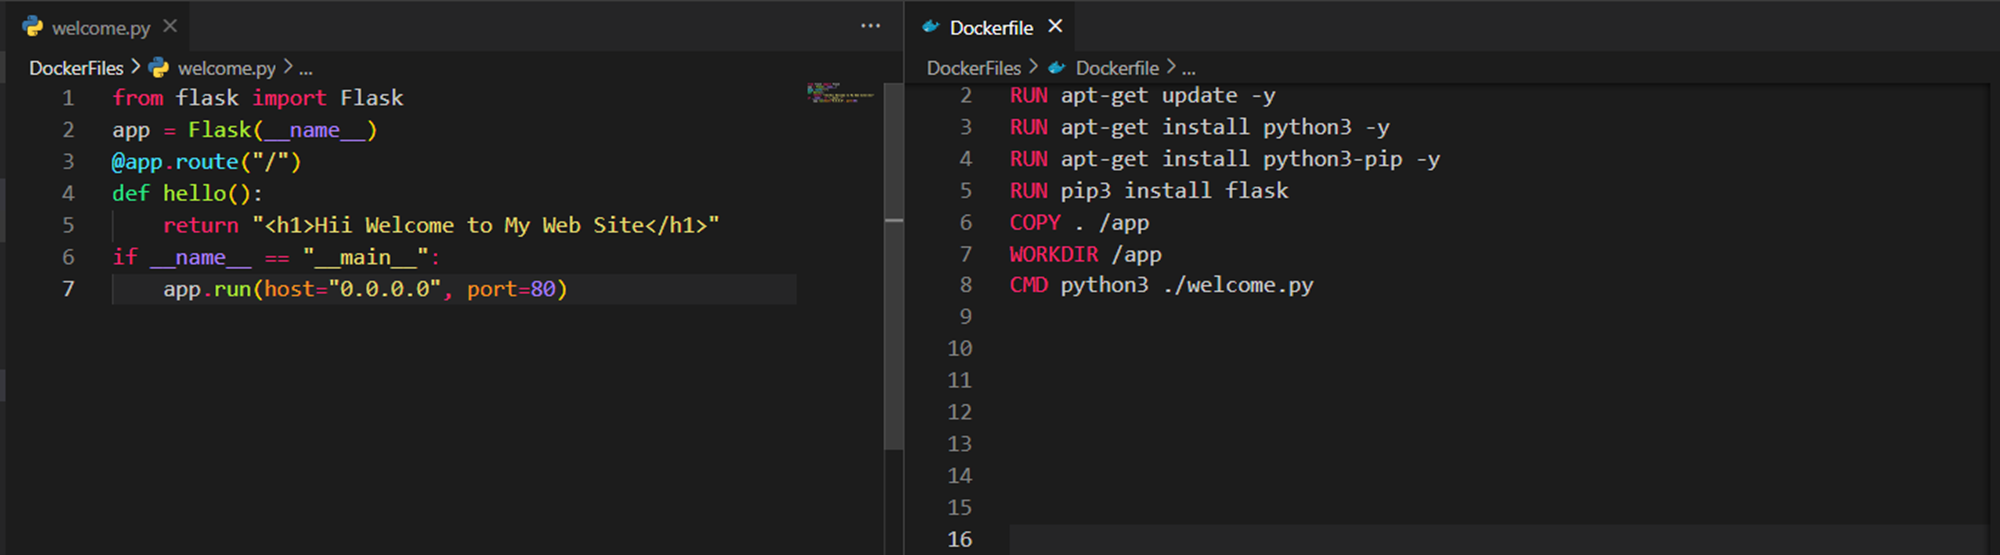 welcome.py
DockerFiles > welcome.py > ...
1 from flask import Flask
2 app = Flask(__name__)
3 @app.route("/")
4 def hello():
5     return "<h1>Hii Welcome to My Web Site</h1>"
6 if __name__ == "__main__":
7     app.run(host="0.0.0.0", port=80)
Dockerfile
DockerFiles > Dockerfile > ...
2 RUN apt-get update -y
3 RUN apt-get install python3 -y
4 RUN apt-get install python3-pip -y
5 RUN pip3 install flask
6 COPY . /app
7 WORKDIR /app
8 CMD python3 ./welcome.py
9
10
11
12
13
14
15
16